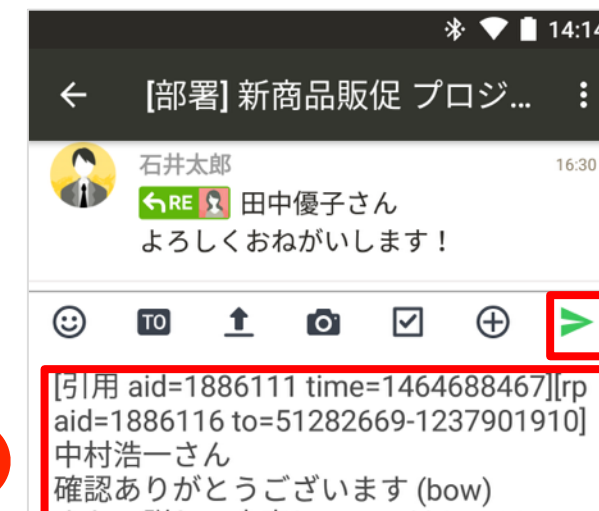 14:14
[部署] 新商品販促 プロジ...
石井太郎
16:30
RE 田中優子さん
よろしくおねがいします！
TO
[引用 aid=1886111 time=1464688467][rp
aid=1886116 to=51282669-1237901910]
中村浩一さん
確認ありがとうございます (bow)